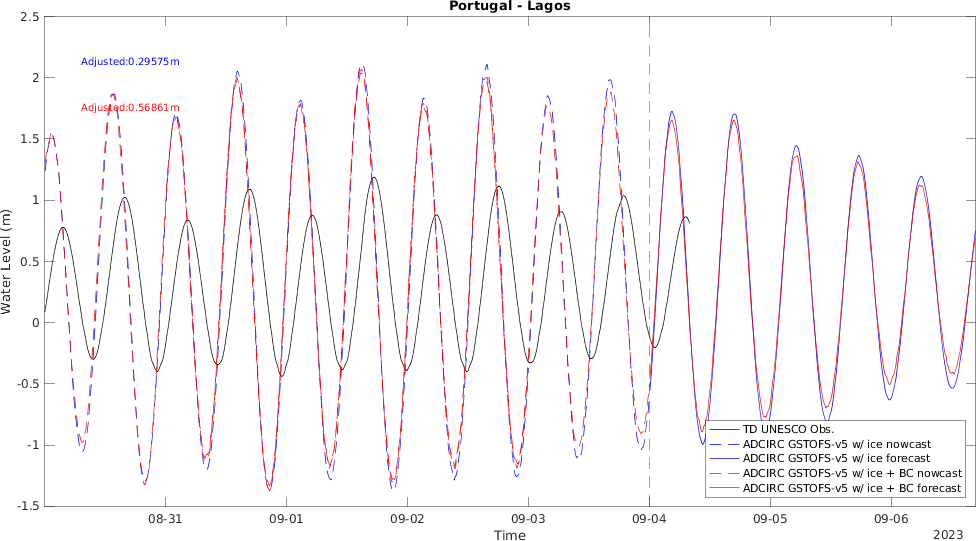 Portugal - Lagos
2.5
2
1.5
1
0.5
0
-0.5
-1
-1.5
Water Level (m)
Adjusted:0.29575m
Adjusted:0.56861m
TD UNESCO Obs.
ADCIRC GSTOFS-v5 w/ ice nowcast
ADCIRC GSTOFS-v5 w/ ice forecast
ADCIRC GSTOFS-v5 w/ ice + BC nowcast
ADCIRC GSTOFS-v5 w/ ice + BC forecast
08-31 09-01 09-02 09-03 09-04 09-05 09-06
Time
2023